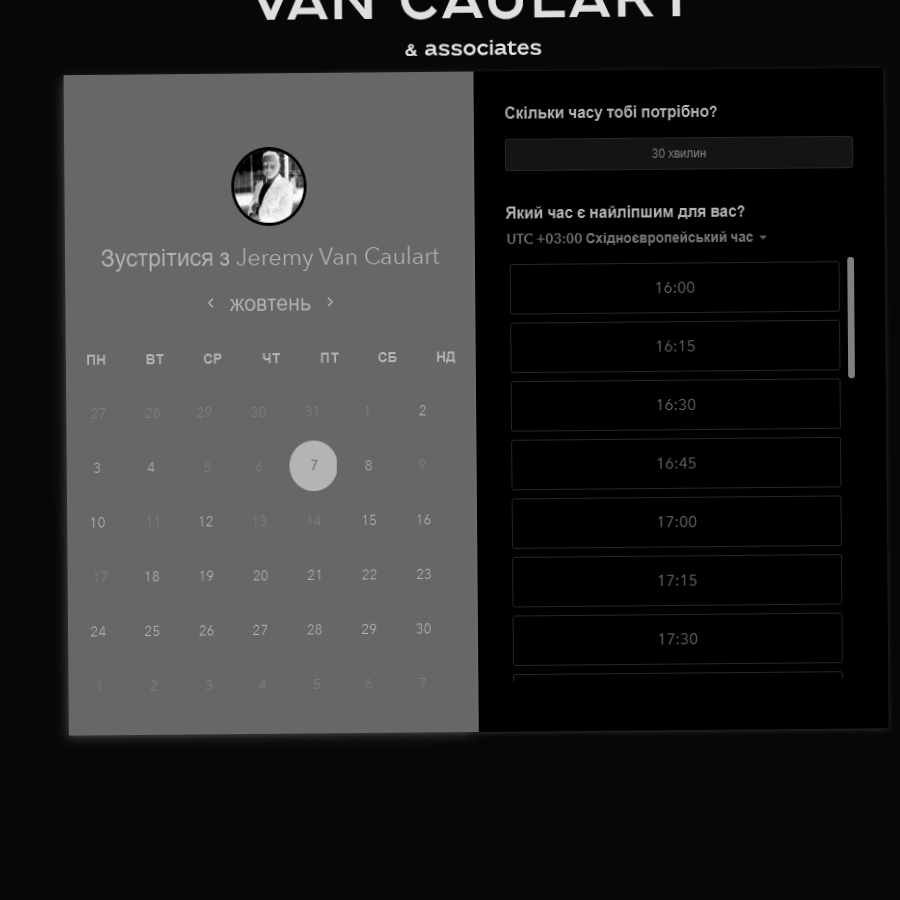 VAN CAULART
& associates
Зустрітися з Jeremy Van Caulart
жовтень
ПН ВТ СР ЧТ ПТ СБ НД
27 28 29 30 31 1 2
3 4 5 6 7 8 9
10 11 12 13 14 15 16
17 18 19 20 21 22 23
24 25 26 27 28 29 30
1 2 3 4 5 6 7
Скільки часу тобі потрібно?
30 хвилин
Який час є найліпшим для вас?
UTC +03:00 Східноєвропейський час
16:00
16:15
16:30
16:45
17:00
17:15
17:30